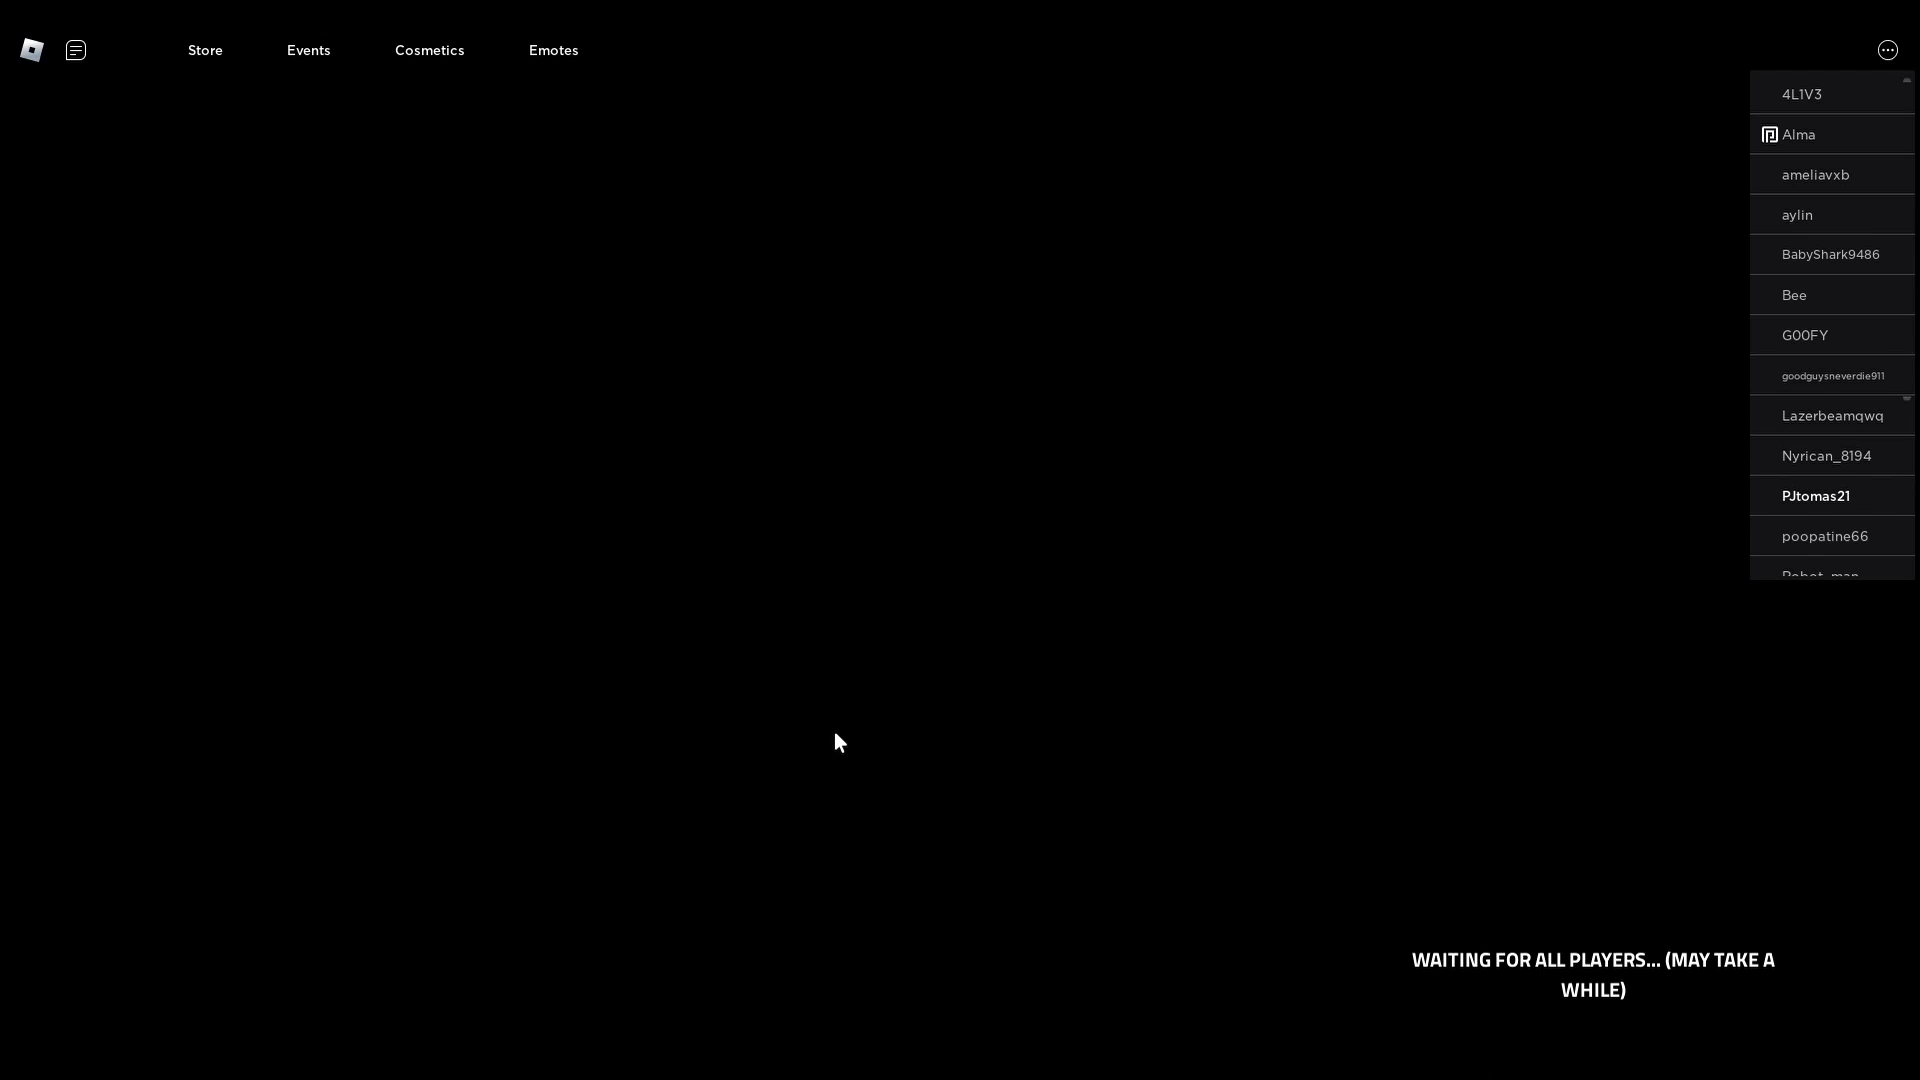 Store
Events
Cosmetics
Emotes
4L1V3
Alma
ameliavxb
aylin
BabyShark9486
Bee
G00FY
goodguysneverdie911
Lazerbeamqwq
Nyrican_8194
PJtomas21
poopatine66
WAITING FOR ALL PLAYERS... (MAY TAKE A
WHILE)